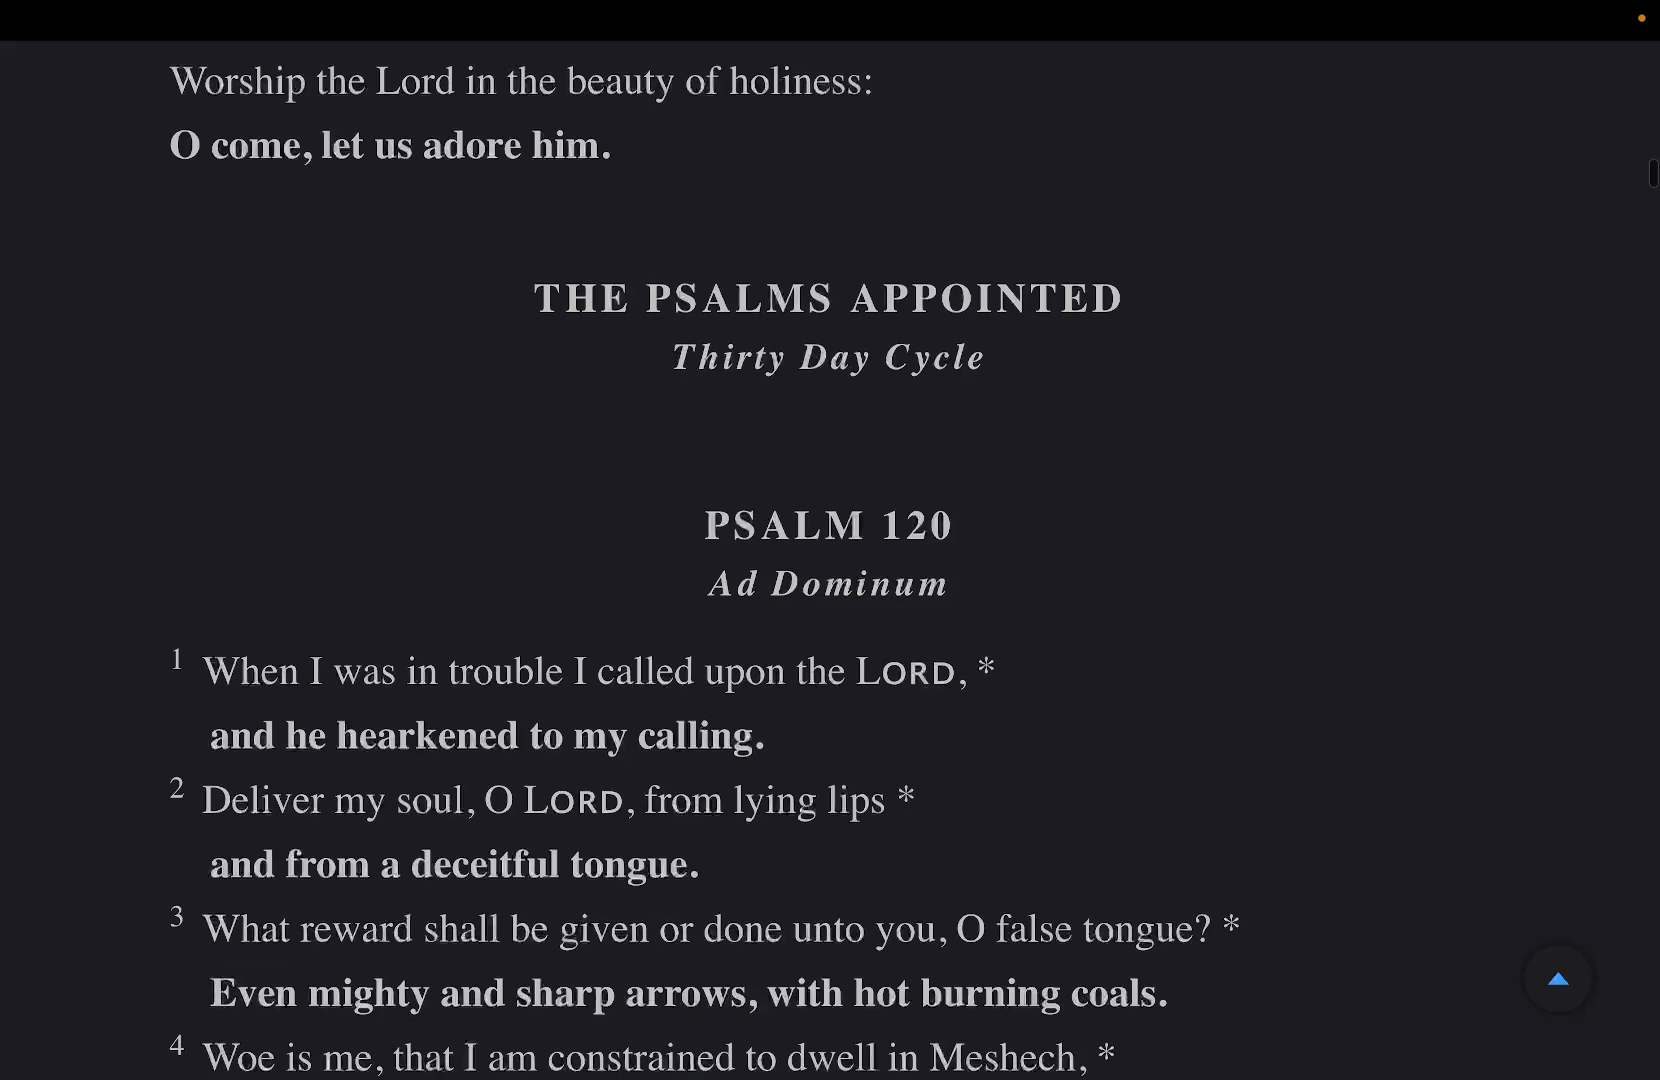 Worship the Lord in the beauty of holiness:
O come, let us adore him.
THE PSALMS APPOINTED
Thirty Day Cycle
PSALM 120
Ad Dominum
1 When I was in trouble I called upon the LORD, *
and he hearkened to my calling.
2 Deliver my soul, O LORD, from lying lips *
and from a deceitful tongue.
3 What reward shall be given or done unto you, O false tongue? *
Even mighty and sharp arrows, with hot burning coals.
4 Woe is me, that I am constrained to dwell in Meshech, *